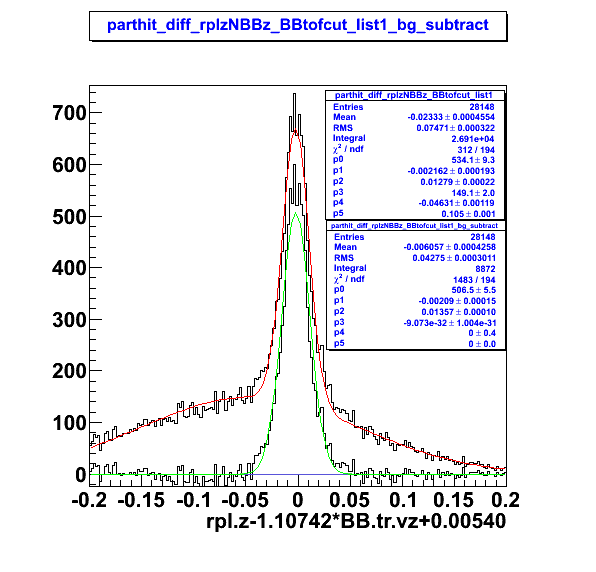 parthit_diff_rplzNBBz_BBtofcut_list1_bg_subtract
parthit_diff_rplzNBBz_BBtofcut_list1
Entries 28148
Mean -0.02333 ± 0.0004554
RMS 0.07471 ± 0.000322
Integral 2.691e+04
χ² / ndf 312 / 194
p0 534.1 ± 9.3
p1 -0.002162 ± 0.000193
p2 0.01279 ± 0.00022
p3 149.1 ± 2.0
p4 -0.04631 ± 0.00119
p5 0.105 ± 0.001
parthit_diff_rplzNBBz_BBtofcut_list1_bg_subtract
Entries 28148
Mean -0.006057 ± 0.0004258
RMS 0.04275 ± 0.0003011
Integral 8872
χ² / ndf 1483 / 194
p0 506.5 ± 5.5
p1 -0.00209 ± 0.00015
p2 0.01357 ± 0.00010
p3 -9.073e-32 ± 1.004e-31
p4 0 ± 0.4
p5 0 ± 0.0
700
600
500
400
300
200
100
0
-0.2 -0.15 -0.1 -0.05 0 0.05 0.1 0.15 0.2
rpl.z-1.10742*BB.tr.vz+0.00540